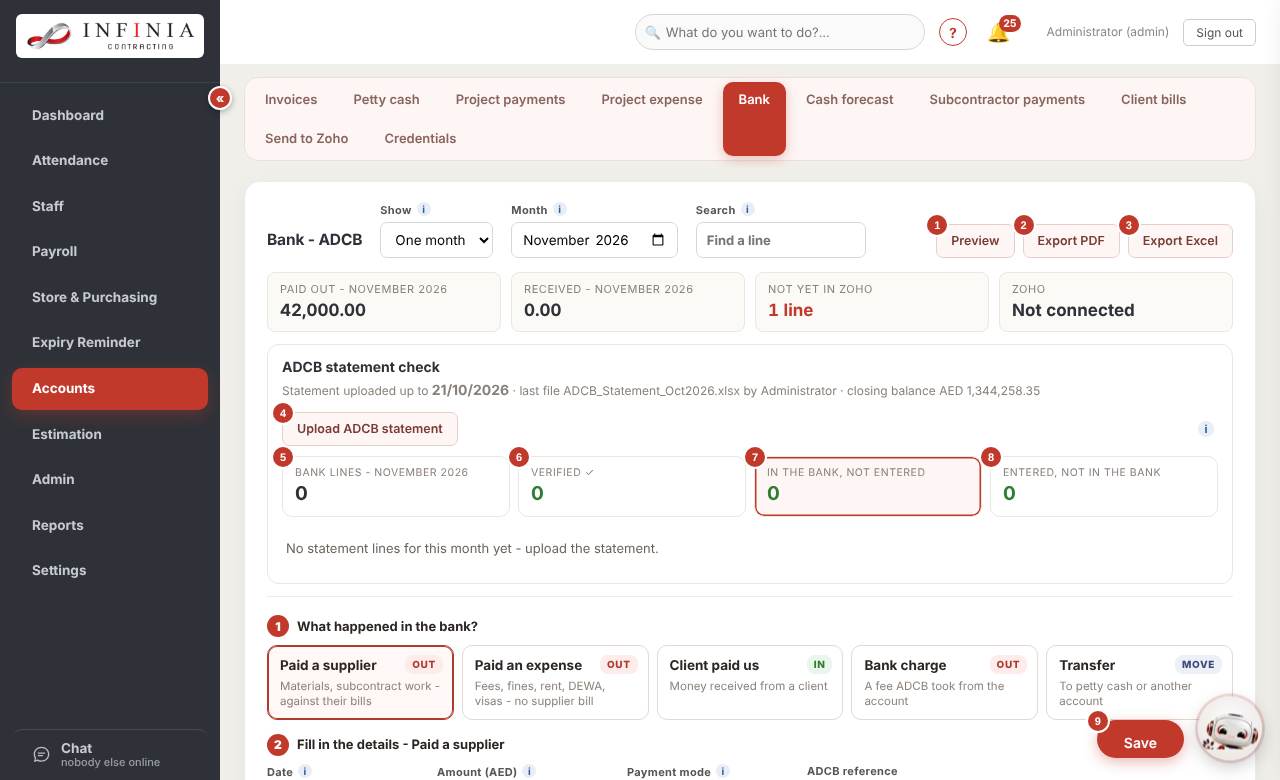 INFINIA
CONTRACTING
What do you want to do?...
?
25
Administrator (admin)
Sign out
«
Dashboard
Attendance
Staff
Payroll
Store & Purchasing
Expiry Reminder
Accounts
Estimation
Admin
Reports
Settings
Chat
nobody else online
Invoices Petty cash Project payments Project expense Bank Cash forecast Subcontractor payments Client bills
Send to Zoho Credentials
Show i Month i Search i
Bank - ADCB One month November 2026 Find a line
1 Preview 2 Export PDF 3 Export Excel
PAID OUT - NOVEMBER 2026
42,000.00
RECEIVED - NOVEMBER 2026
0.00
NOT YET IN ZOHO
1 line
ZOHO
Not connected
ADCB statement check
Statement uploaded up to 21/10/2026 · last file ADCB_Statement_Oct2026.xlsx by Administrator · closing balance AED 1,344,258.35
4 Upload ADCB statement i
5 BANK LINES - NOVEMBER 2026
0
6 VERIFIED ✓
0
7 IN THE BANK, NOT ENTERED
0
8 ENTERED, NOT IN THE BANK
0
No statement lines for this month yet - upload the statement.
1 What happened in the bank?
Paid a supplier OUT
Materials, subcontract work -
against their bills
Paid an expense OUT
Fees, fines, rent, DEWA,
visas - no supplier bill
Client paid us IN
Money received from a client
Bank charge OUT
A fee ADCB took from the
account
Transfer MOVE
To petty cash or another
account
2 Fill in the details - Paid a supplier
9 Save
Date i Amount (AED) i Payment mode i ADCB reference